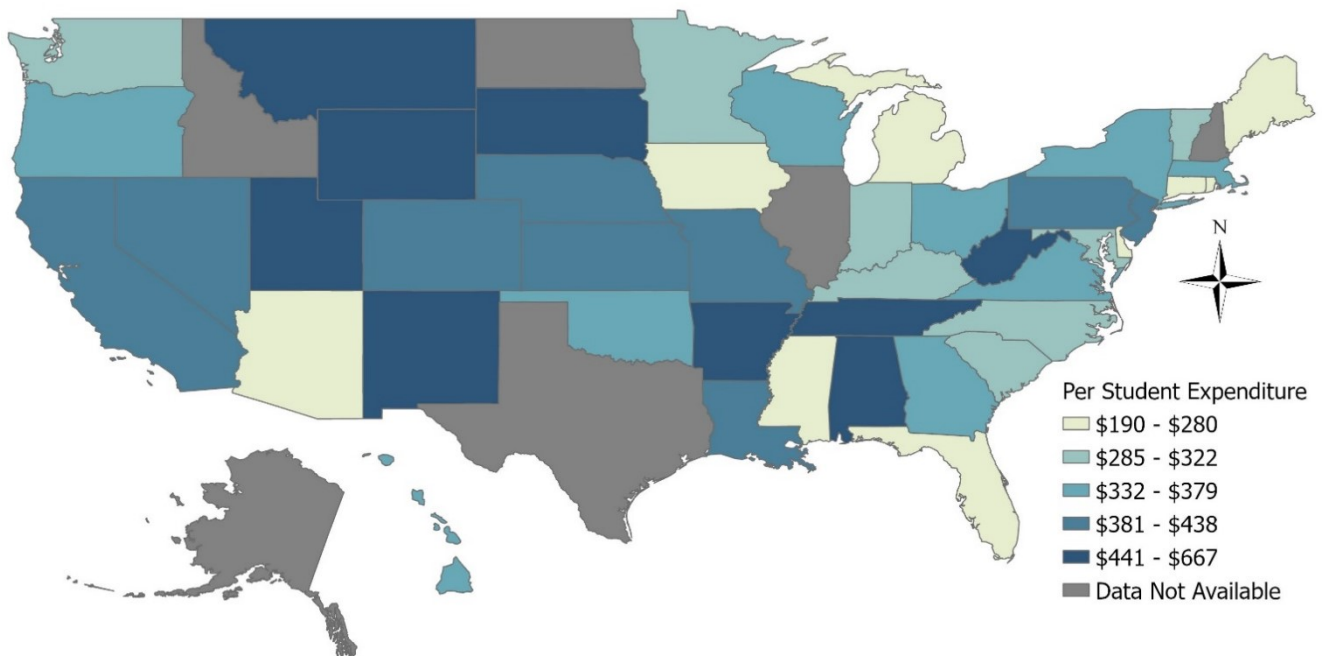 N
Per Student Expenditure
$190 - $280
$285 - $322
$332 - $379
$381 - $438
$441 - $667
Data Not Available